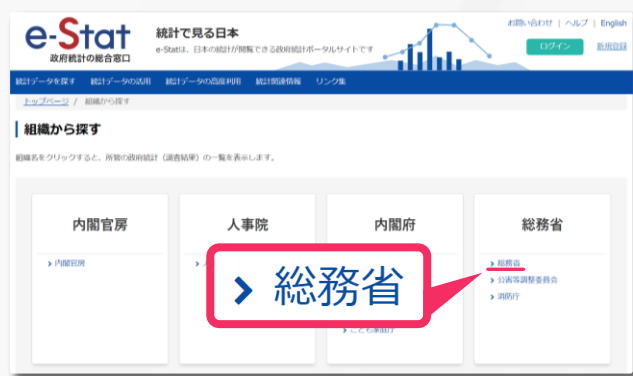 e-Stat
政府統計の総合窓口
統計で見る日本
e-Statは、日本の統計が閲覧できる政府統計ポータルサイトです
お問い合わせ | ヘルプ | English
ログイン 新規登録
統計データを探す 統計データの活用 統計データの高度利用 統計関連情報 リンク集
トップページ / 組織から探す
組織から探す
組織名をクリックすると、所管の政府統計(調査結果)の一覧を表示します。
内閣官房
› 内閣官房
人事院
内閣府
› こども家庭庁
総務省
› 総務省
› 公害等調整委員会
› 消防庁
› 総務省